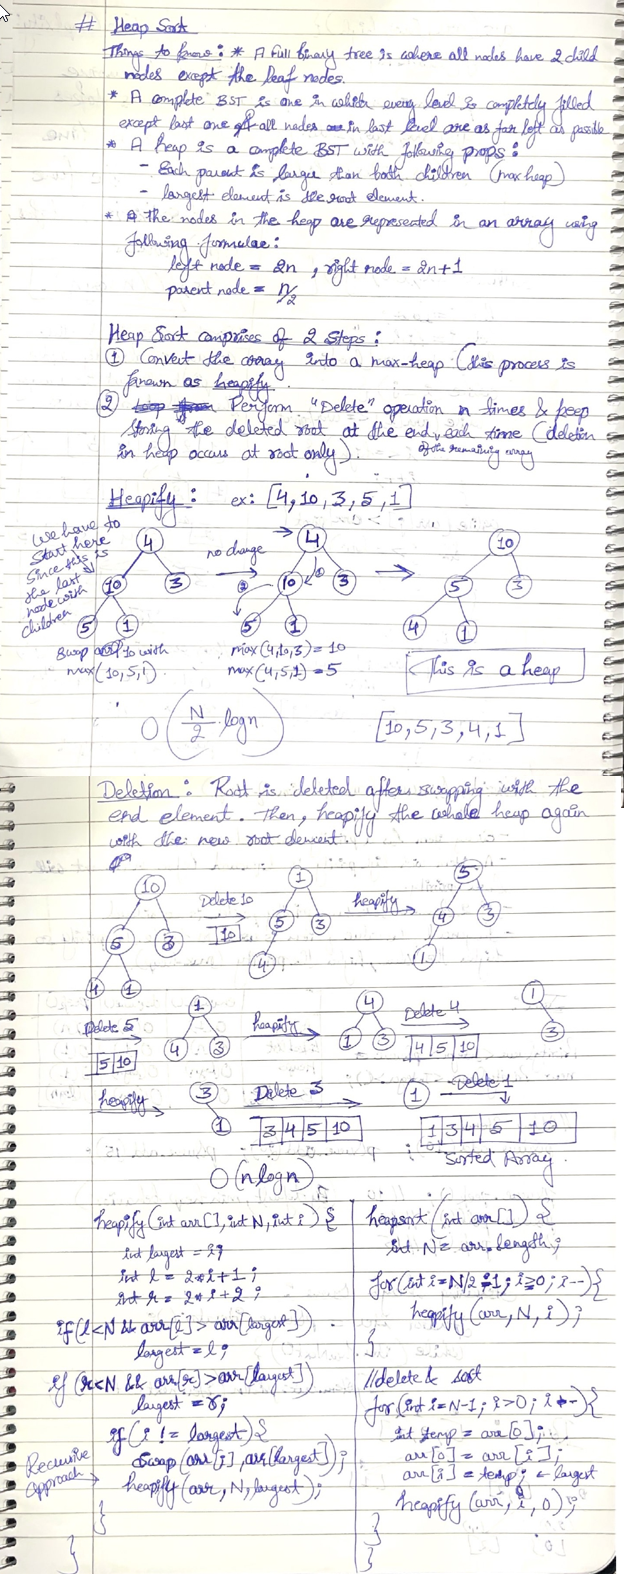 # Heap Sort
Things to know: * A full binary tree is where all nodes have 2 child
nodes except the leaf nodes.
* A complete BST is one in which every level is completely filled
except last one & all nodes in last level are as far left as possible
* A heap is a complete BST with following props:
- Each parent is larger than both children (max heap)
- largest element is the root element.
* The nodes in the heap are represented in an array using
following formulae:
left node = 2n , right node = 2n+1
parent node = n/2
Heap Sort comprises of 2 Steps:
① Convert the array into a max-heap (this process is
known as heapify.
② Perform "Delete" operation n times & keep
storing the deleted root at the end, each time (deletion
of the remaining array
in heap occurs at root only).
Heapify: ex: [4, 10, 3, 5, 1]
We have to
Start here
Since this is
the last
node with
children
4
10 3
5 1
no change
4
10 3
5 1
① ②
10
5 3
4 1
Swap 10 with
max(10,5,1)
max(4,10,3) = 10
max(4,5,1) = 5
This is a heap
O(N/2 logn)
[10, 5, 3, 4, 1]
Deletion: Root is deleted after swapping with the
end element. Then, heapify the whole heap again
with the new root element.
10
5 3
4 1
Delete 10
10
1
5 3
4
heapify
5
4 3
1
Delete 5
5 10
1
4 3
heapify
4
1 3
Delete 4
4 5 10
1
3
heapify
3
1
Delete 3
3 4 5 10
1
Delete 1
1 3 4 5 10
Sorted Array.
O(nlogn)
heapify(int arr[], int N, int i) {
int largest = i;
int l = 2*i+1;
int r = 2*i+2;
if(l<N && arr[l] > arr[largest])
largest = l;
if (r<N && arr[r] > arr[largest])
largest = r;
if(i != largest){
Swap(arr[i], arr[largest]);
Recursive
Approach
heapify(arr, N, largest);
}
}
heapsort(int arr[]) {
int N = arr.length;
for(int i=N/2-1; i≥0; i--){
heapify(arr, N, i);
}
//delete & sort
for(int i=N-1; i>0; i--){
int temp = arr[0];
arr[0] = arr[i];
arr[i] = temp; ← largest
heapify(arr, i, 0);
}
}